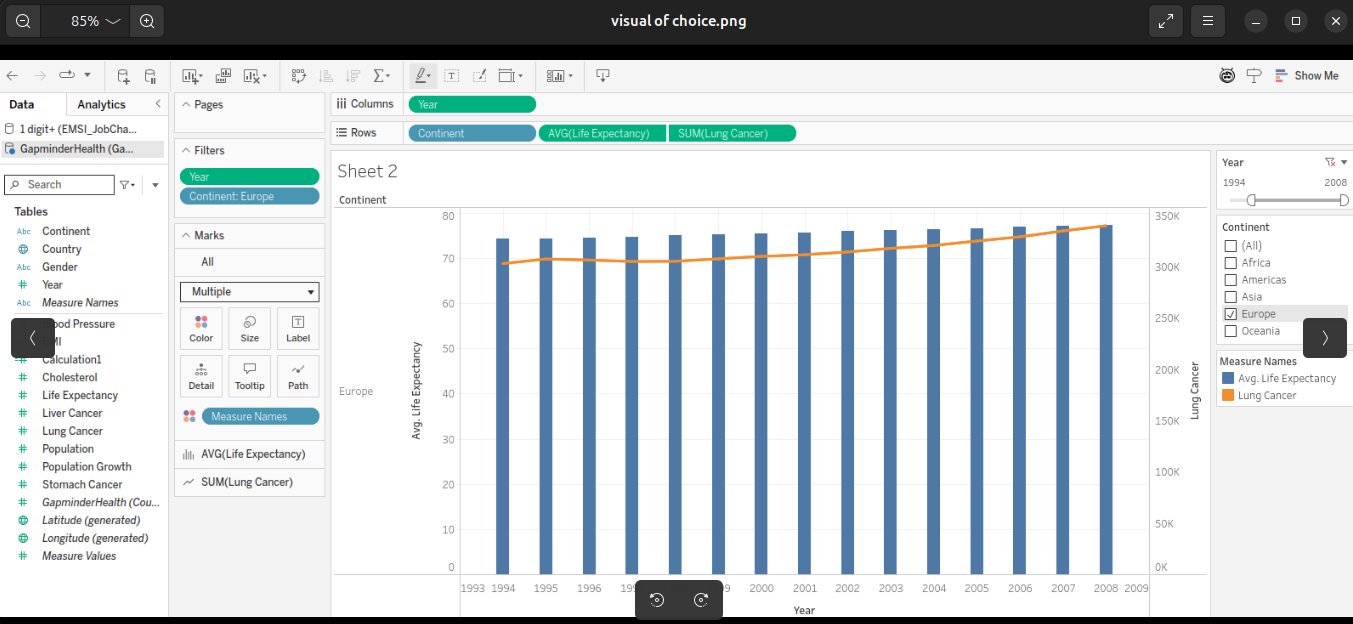 85%
visual of choice.png
Show Me
Data
Analytics
1 digit+ (EMSI_JobCha...
GapminderHealth (Ga...
Search
Tables
Abc Continent
Country
Abc Gender
# Year
Abc Measure Names
ood Pressure
MI
Calculation1
# Cholesterol
# Life Expectancy
# Liver Cancer
# Lung Cancer
# Population
# Population Growth
# Stomach Cancer
# GapminderHealth (Cou...
Latitude (generated)
Longitude (generated)
# Measure Values
Pages
Filters
Year
Continent: Europe
Marks
All
Multiple
Color
Size
Label
Detail
Tooltip
Path
Measure Names
AVG(Life Expectancy)
SUM(Lung Cancer)
Columns
Year
Rows
Continent
AVG(Life Expectancy)
SUM(Lung Cancer)
Sheet 2
Continent
Europe
Avg. Life Expectancy
80
70
60
50
40
30
20
10
0
350K
300K
250K
200K
150K
100K
50K
0K
Lung Cancer
1993 1994 1995 1996 2000 2001 2002 2003 2004 2005 2006 2007 2008 2009
Year
Year
1994
2008
Continent
(All)
Africa
Americas
Asia
Europe
Oceania
Measure Names
Avg. Life Expectancy
Lung Cancer